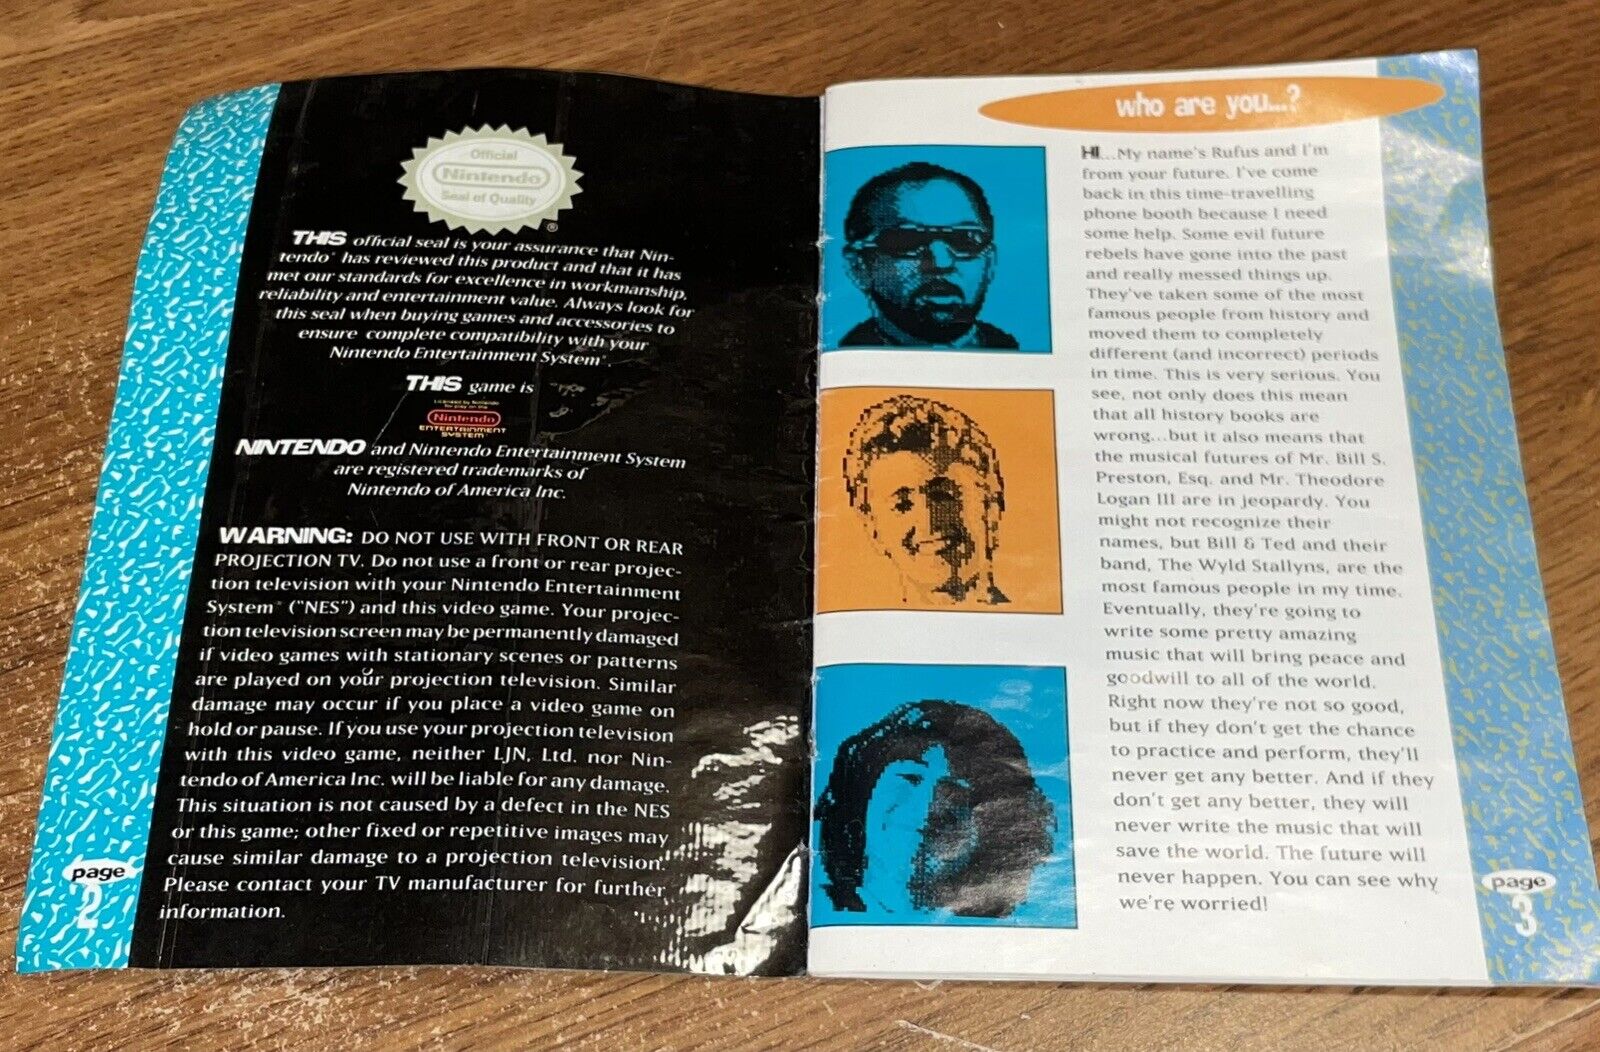 Official
Nintendo
Seal of Quality
®
THIS official seal is your assurance that Nin-
tendo® has reviewed this product and that it has
met our standards for excellence in workmanship,
reliability and entertainment value. Always look for
this seal when buying games and accessories to
ensure complete compatibility with your
Nintendo Entertainment System®.
THIS game is
Licensed by Nintendo
for play on the
Nintendo
ENTERTAINMENT
SYSTEM
NINTENDO and Nintendo Entertainment System
are registered trademarks of
Nintendo of America Inc.
WARNING: DO NOT USE WITH FRONT OR REAR
PROJECTION TV. Do not use a front or rear projec-
tion television with your Nintendo Entertainment
System® ("NES") and this video game. Your projec-
tion television screen may be permanently damaged
if video games with stationary scenes or patterns
are played on your projection television. Similar
damage may occur if you place a video game on
hold or pause. If you use your projection television
with this video game, neither LJN, Ltd. nor Nin-
tendo of America Inc. will be liable for any damage.
This situation is not caused by a defect in the NES
or this game; other fixed or repetitive images may
cause similar damage to a projection television.
Please contact your TV manufacturer for further
information.
page
2
who are you...?
HI...My name's Rufus and I'm
from your future. I've come
back in this time-travelling
phone booth because I need
some help. Some evil future
rebels have gone into the past
and really messed things up.
They've taken some of the most
famous people from history and
moved them to completely
different (and incorrect) periods
in time. This is very serious. You
see, not only does this mean
that all history books are
wrong...but it also means that
the musical futures of Mr. Bill S.
Preston, Esq. and Mr. Theodore
Logan III are in jeopardy. You
might not recognize their
names, but Bill & Ted and their
band, The Wyld Stallyns, are the
most famous people in my time.
Eventually, they're going to
write some pretty amazing
music that will bring peace and
goodwill to all of the world.
Right now they're not so good,
but if they don't get the chance
to practice and perform, they'll
never get any better. And if they
don't get any better, they will
never write the music that will
save the world. The future will
never happen. You can see why
we're worried!
page
3